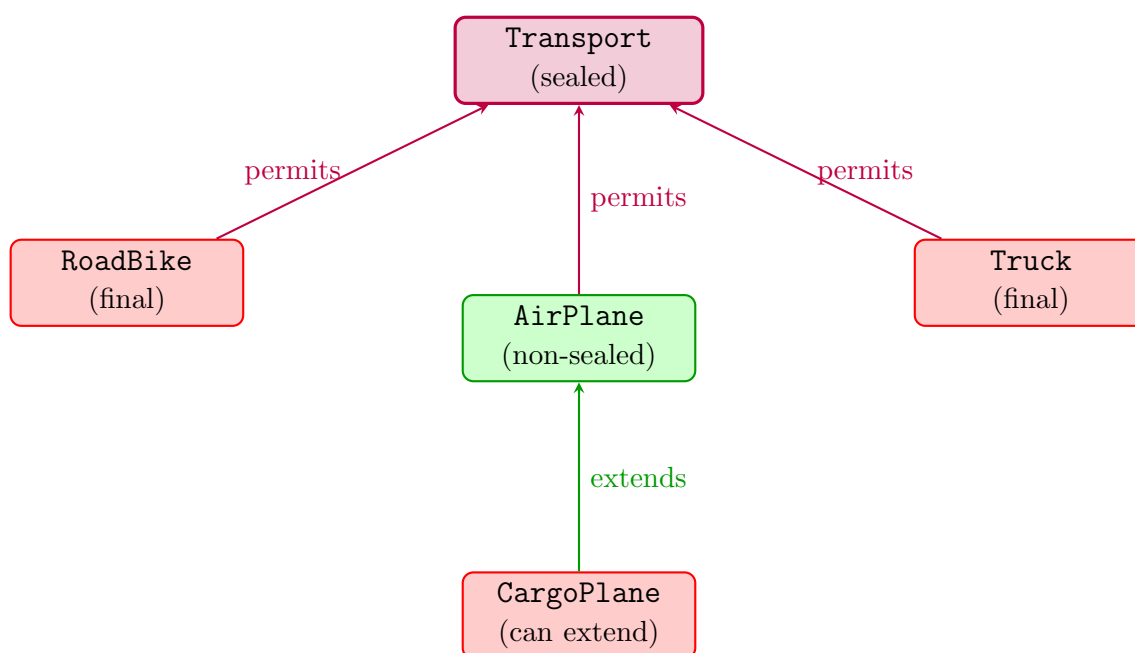 Transport
(sealed)
permits
permits
permits
RoadBike
(final)
Truck
(final)
AirPlane
(non-sealed)
extends
CargoPlane
(can extend)